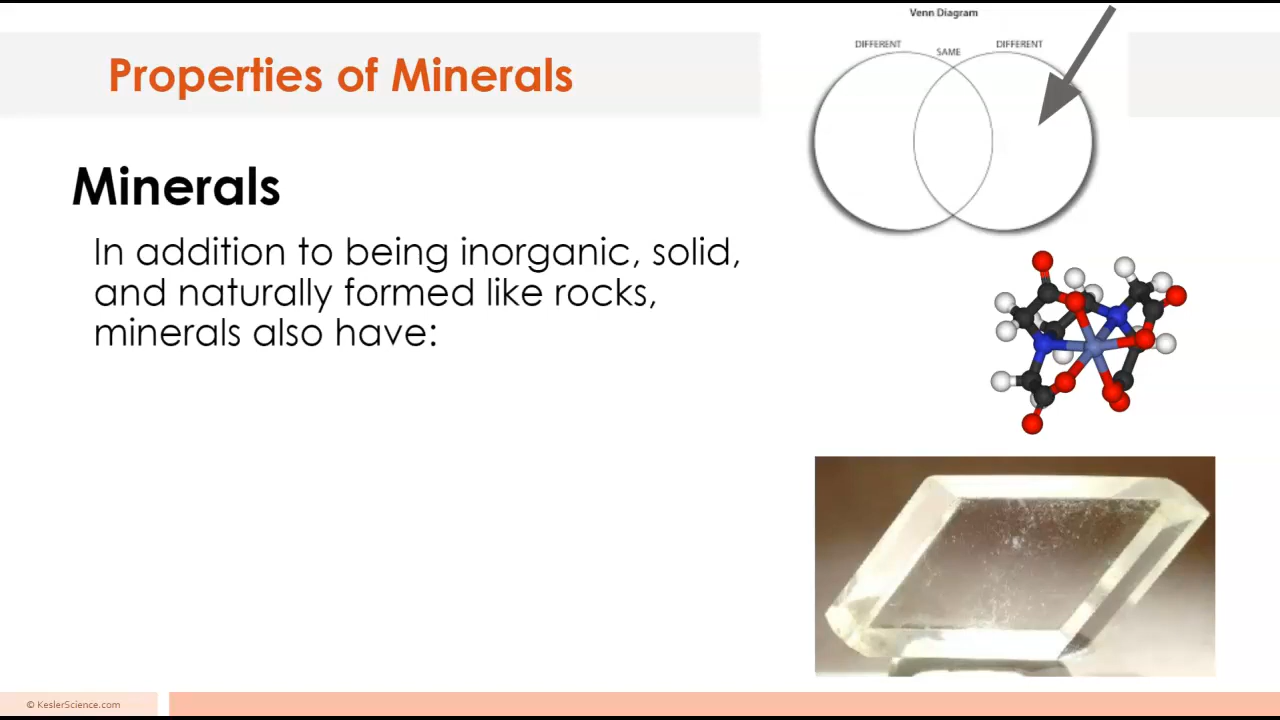 Venn Diagram
DIFFERENT SAME DIFFERENT
Properties of Minerals
Minerals
In addition to being inorganic, solid,
and naturally formed like rocks,
minerals also have:
© KeslerScience.com